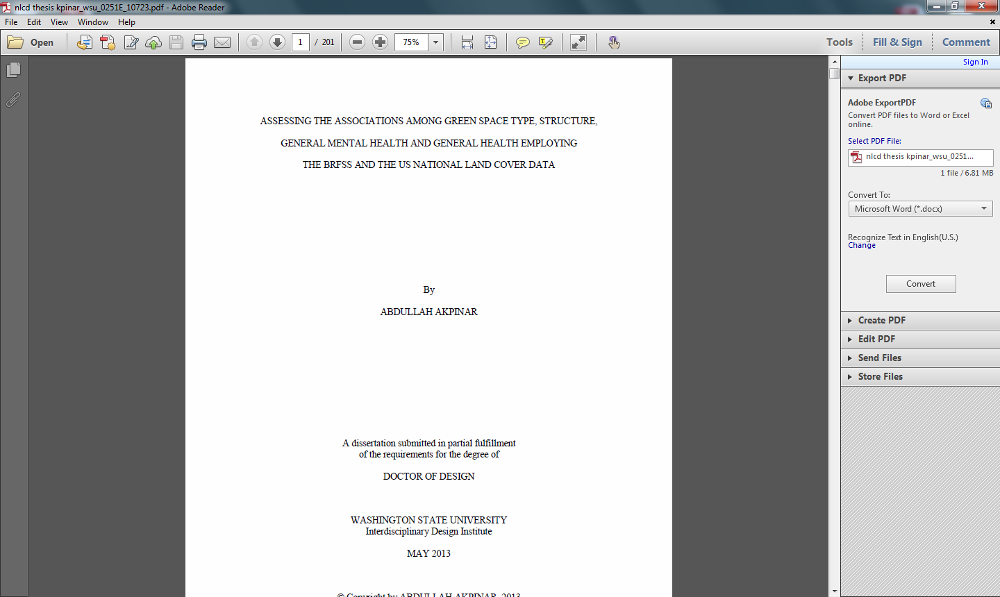 nlcd thesis kpinar_wsu_0251E_10723.pdf - Adobe Reader
File Edit View Window Help
Open 1 / 201 75% Tools Fill & Sign Comment
Sign In
Export PDF
Adobe ExportPDF
Convert PDF files to Word or Excel
online.
Select PDF File:
nlcd thesis kpinar_wsu_0251...
1 file / 6.81 MB
Convert To:
Microsoft Word (*.docx)
Recognize Text in English(U.S.)
Change
Convert
Create PDF
Edit PDF
Send Files
Store Files
ASSESSING THE ASSOCIATIONS AMONG GREEN SPACE TYPE, STRUCTURE,
GENERAL MENTAL HEALTH AND GENERAL HEALTH EMPLOYING
THE BRFSS AND THE US NATIONAL LAND COVER DATA
By
ABDULLAH AKPINAR
A dissertation submitted in partial fulfillment
of the requirements for the degree of
DOCTOR OF DESIGN
WASHINGTON STATE UNIVERSITY
Interdisciplinary Design Institute
MAY 2013
© Copyright by ABDULLAH AKPINAR, 2013